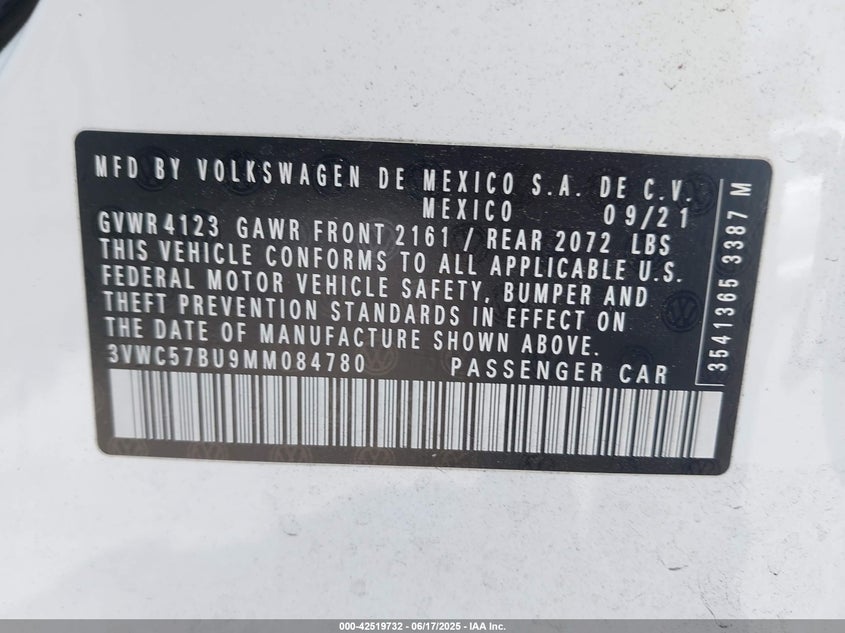 MFD BY VOLKSWAGEN DE MEXICO S.A. DE C.V.
MEXICO 09/21
GVWR 4123 GAWR FRONT 2161 / REAR 2072 LBS
THIS VEHICLE CONFORMS TO ALL APPLICABLE U.S.
FEDERAL MOTOR VEHICLE SAFETY, BUMPER AND
THEFT PREVENTION STANDARDS IN EFFECT ON
THE DATE OF MANUFACTURE SHOWN ABOVE.
3VWC57BU9MM084780 PASSENGER CAR
3541365 3387 M
000-42519732 - 06/17/2025 - IAA Inc.